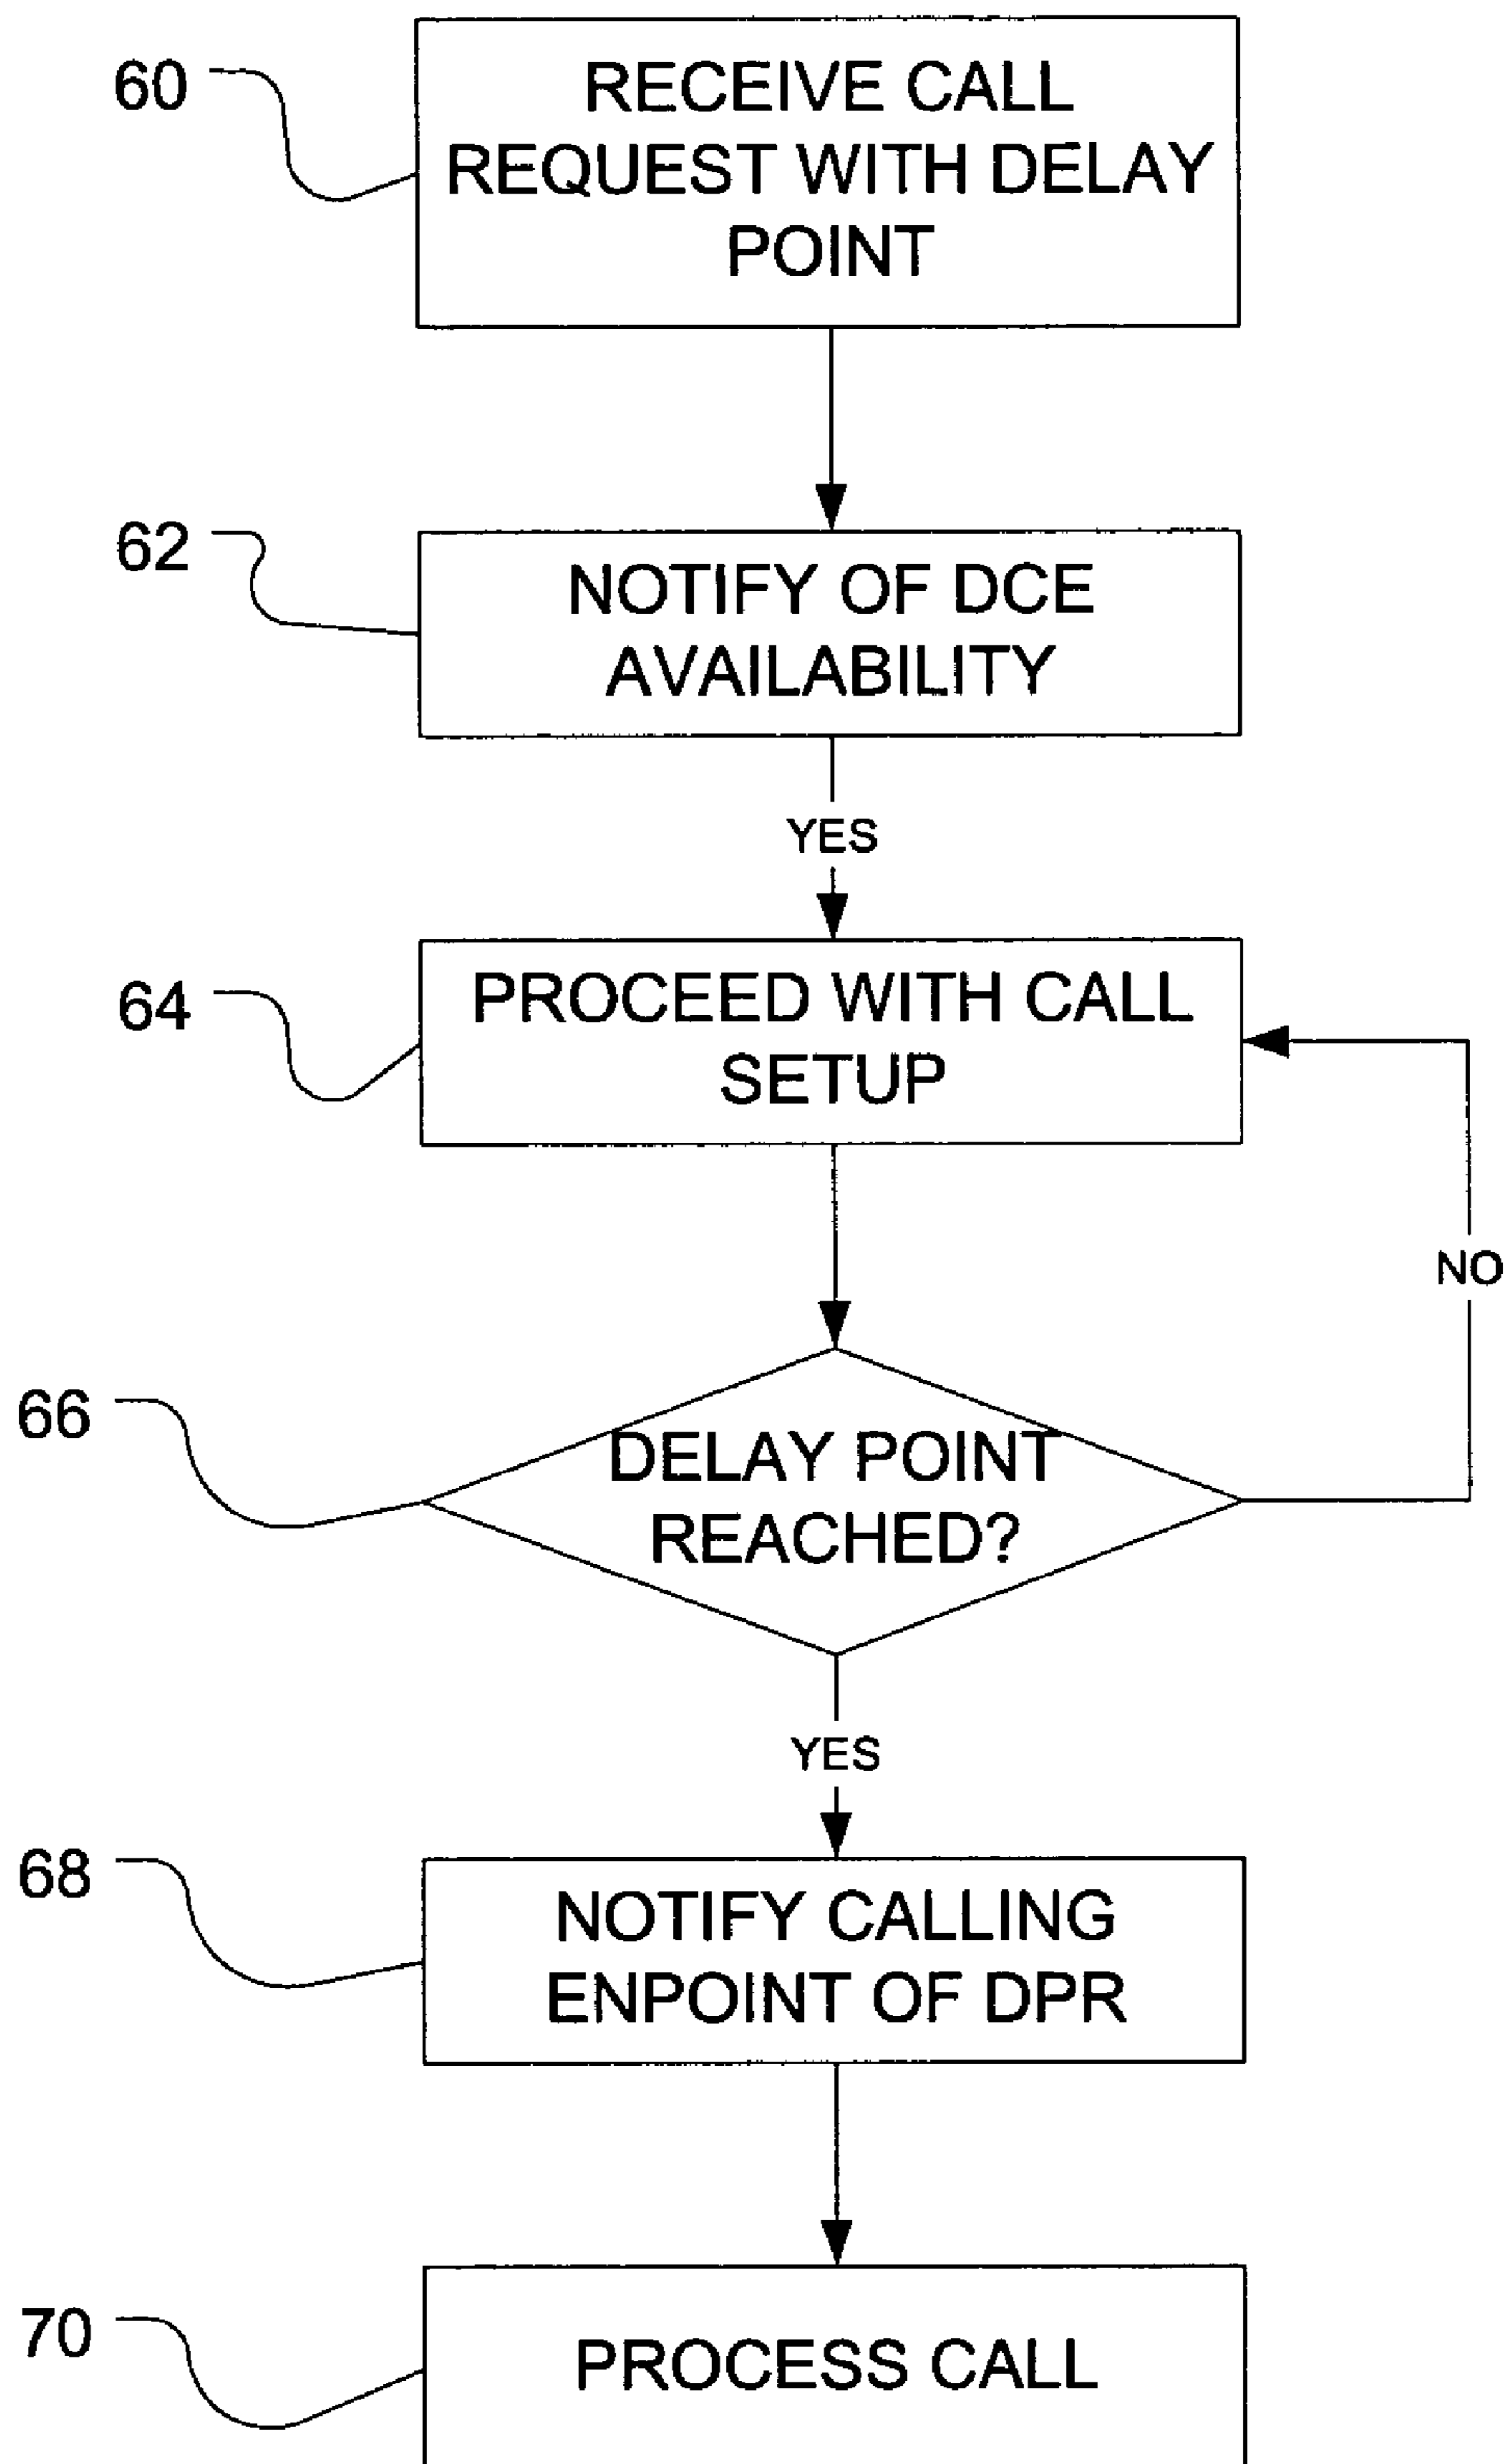 60
RECEIVE CALL
REQUEST WITH DELAY
POINT
62
NOTIFY OF DCE
AVAILABILITY
YES
64
PROCEED WITH CALL
SETUP
NO
66
DELAY POINT
REACHED?
YES
68
NOTIFY CALLING
ENPOINT OF DPR
70
PROCESS CALL